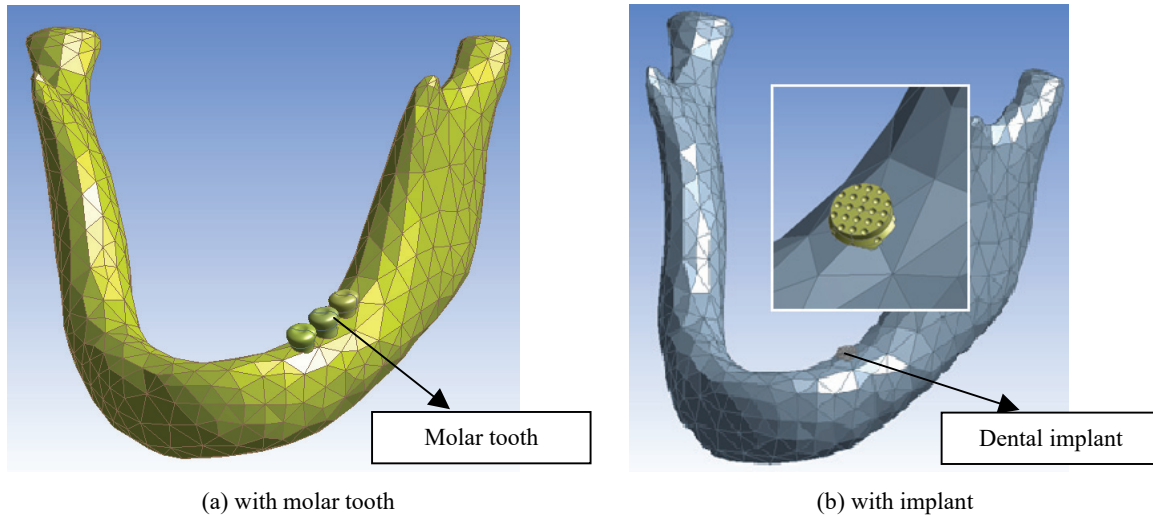 Molar tooth
Dental implant
(a) with molar tooth
(b) with implant